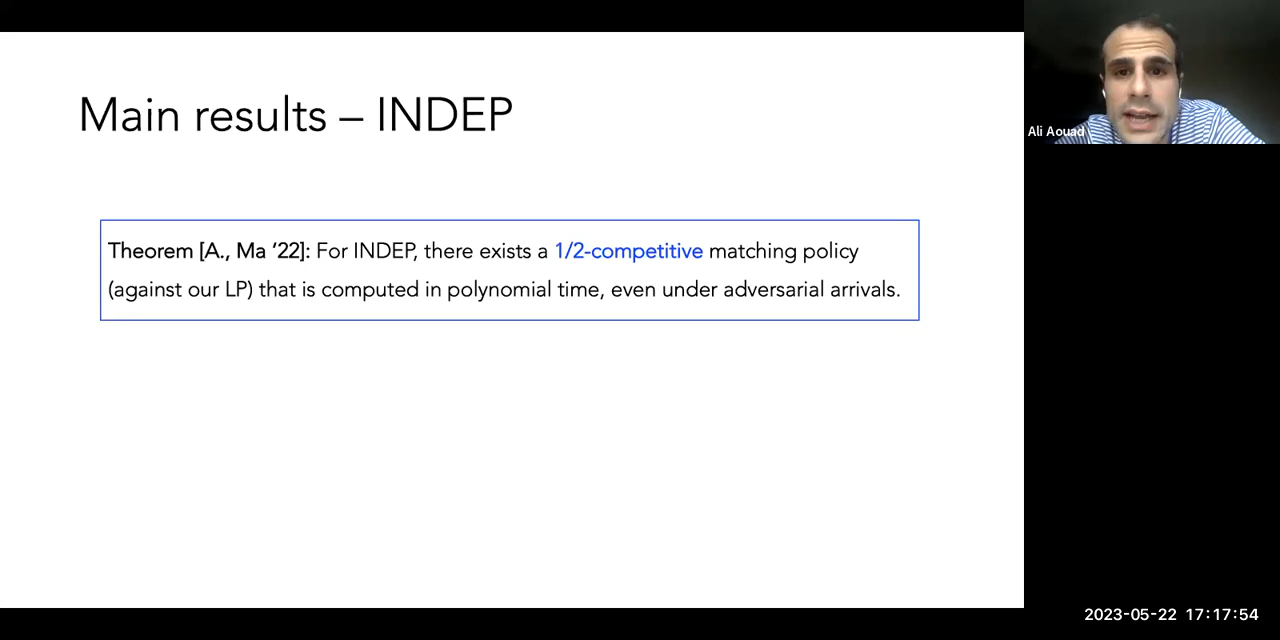 Main results – INDEP
Theorem [A., Ma ‘22]: For INDEP, there exists a 1/2-competitive matching policy
(against our LP) that is computed in polynomial time, even under adversarial arrivals.
Ali Aouad
2023-05-22 17:17:54